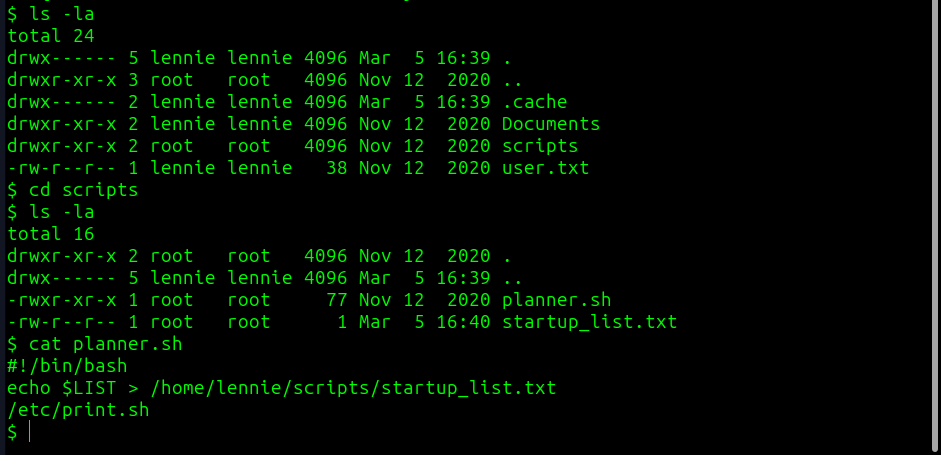 $ ls -la
total 24
drwx------ 5 lennie lennie 4096 Mar  5 16:39 .
drwxr-xr-x 3 root   root   4096 Nov 12  2020 ..
drwx------ 2 lennie lennie 4096 Mar  5 16:39 .cache
drwxr-xr-x 2 lennie lennie 4096 Nov 12  2020 Documents
drwxr-xr-x 2 root   root   4096 Nov 12  2020 scripts
-rw-r--r-- 1 lennie lennie   38 Nov 12  2020 user.txt
$ cd scripts
$ ls -la
total 16
drwxr-xr-x 2 root   root   4096 Nov 12  2020 .
drwx------ 5 lennie lennie 4096 Mar  5 16:39 ..
-rwxr-xr-x 1 root   root     77 Nov 12  2020 planner.sh
-rw-r--r-- 1 root   root      1 Mar  5 16:40 startup_list.txt
$ cat planner.sh
#!/bin/bash
echo $LIST > /home/lennie/scripts/startup_list.txt
/etc/print.sh
$